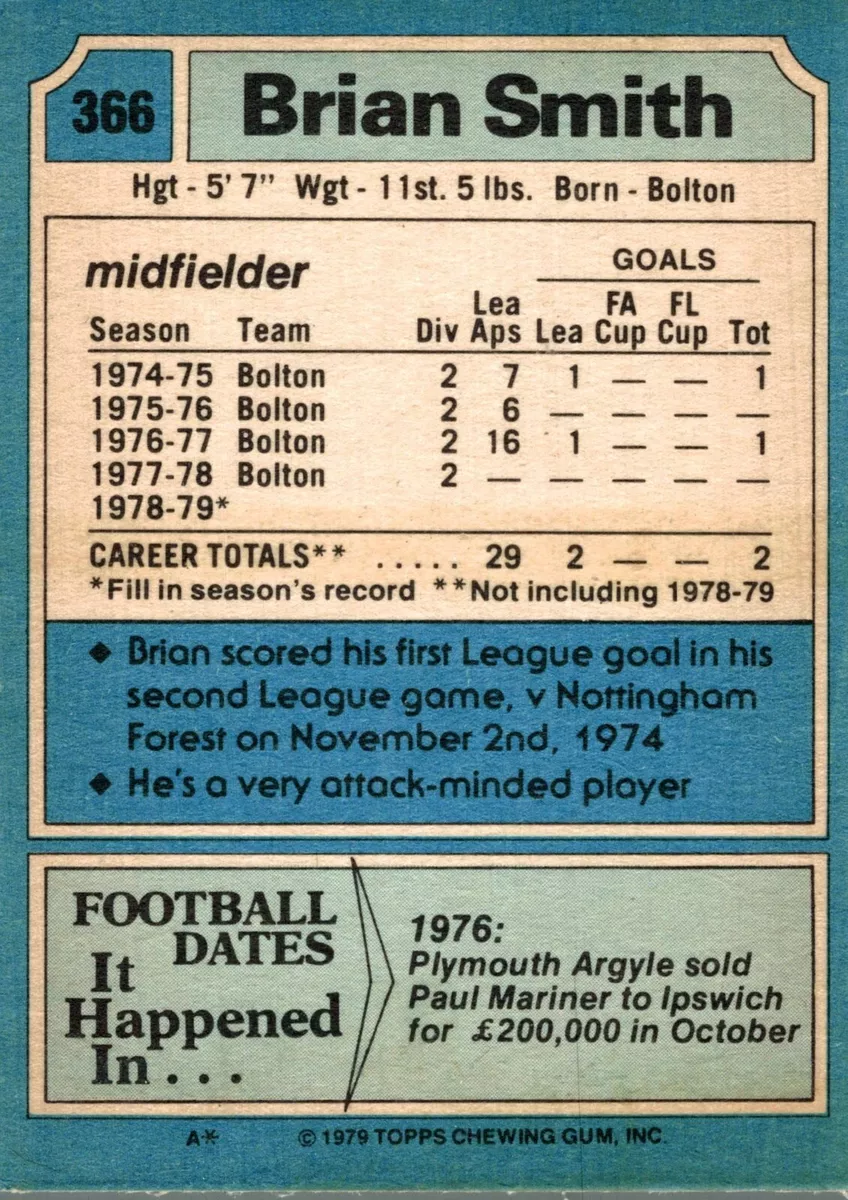 366
Brian Smith
Hgt - 5' 7" Wgt - 11st. 5 lbs. Born - Bolton
midfielder
GOALS
Lea FA FL
Season Team Div Aps Lea Cup Cup Tot
1974-75 Bolton 2 7 1 — — 1
1975-76 Bolton 2 6 — — — —
1976-77 Bolton 2 16 1 — — 1
1977-78 Bolton 2 — — — — —
1978-79*
CAREER TOTALS** ..... 29 2 — — 2
*Fill in season's record **Not including 1978-79
◆ Brian scored his first League goal in his
second League game, v Nottingham
Forest on November 2nd, 1974
◆ He's a very attack-minded player
FOOTBALL
DATES
It
Happened
In...
1976:
Plymouth Argyle sold
Paul Mariner to Ipswich
for £200,000 in October
A* © 1979 TOPPS CHEWING GUM, INC.